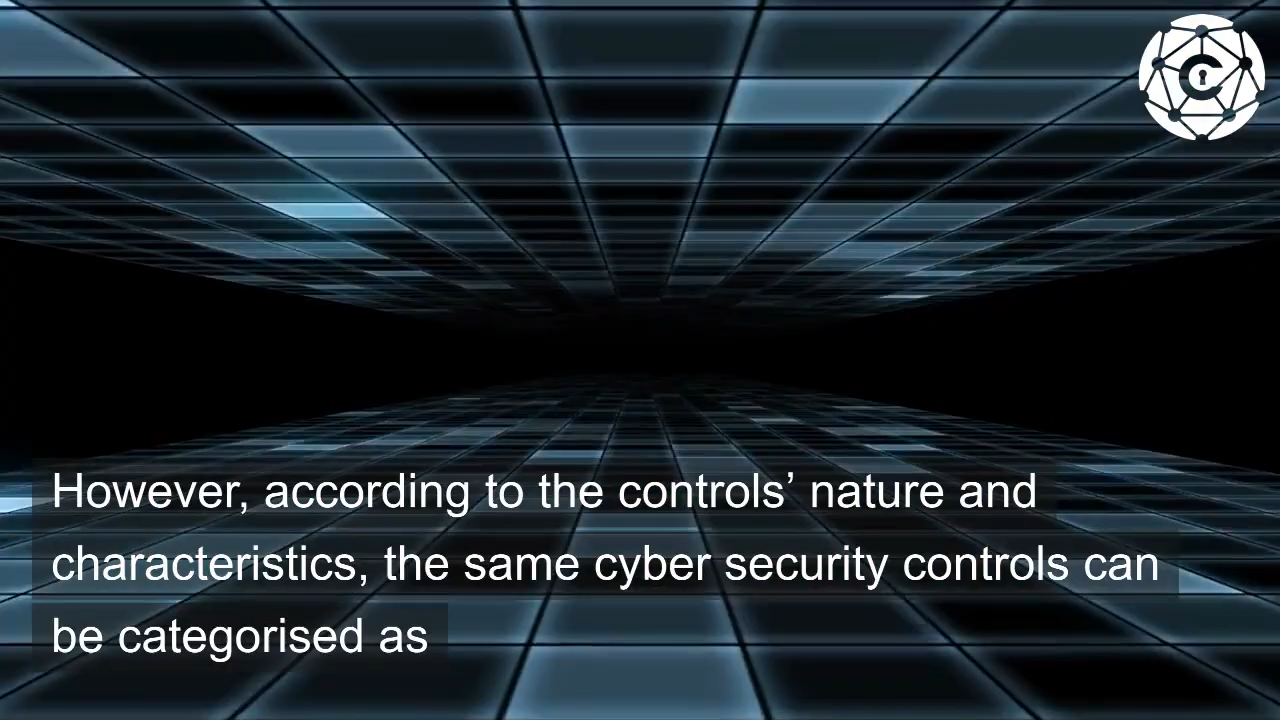 However, according to the controls’ nature and
characteristics, the same cyber security controls can
be categorised as